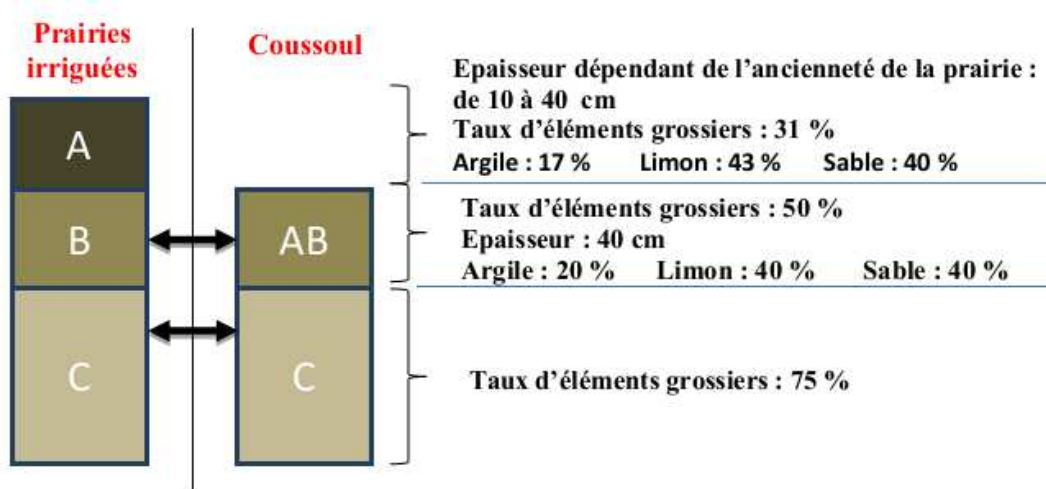 Prairies
irriguées
Coussoul
A
B
C
AB
C
Epaisseur dépendant de l’ancienneté de la prairie :
de 10 à 40 cm
Taux d’éléments grossiers : 31 %
Argile : 17 % Limon : 43 % Sable : 40 %
Taux d’éléments grossiers : 50 %
Epaisseur : 40 cm
Argile : 20 % Limon : 40 % Sable : 40 %
Taux d’éléments grossiers : 75 %